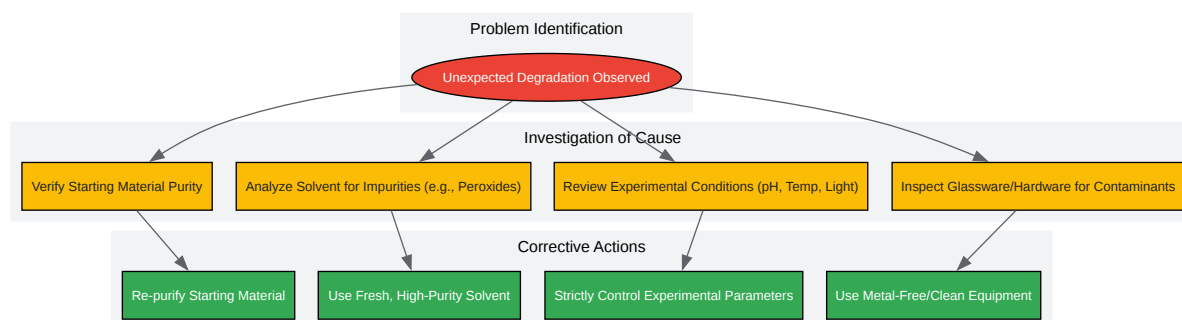 Problem Identification
Unexpected Degradation Observed
Investigation of Cause
Verify Starting Material Purity
Analyze Solvent for Impurities (e.g., Peroxides)
Review Experimental Conditions (pH, Temp, Light)
Inspect Glassware/Hardware for Contaminants
Corrective Actions
Re-purify Starting Material
Use Fresh, High-Purity Solvent
Strictly Control Experimental Parameters
Use Metal-Free/Clean Equipment